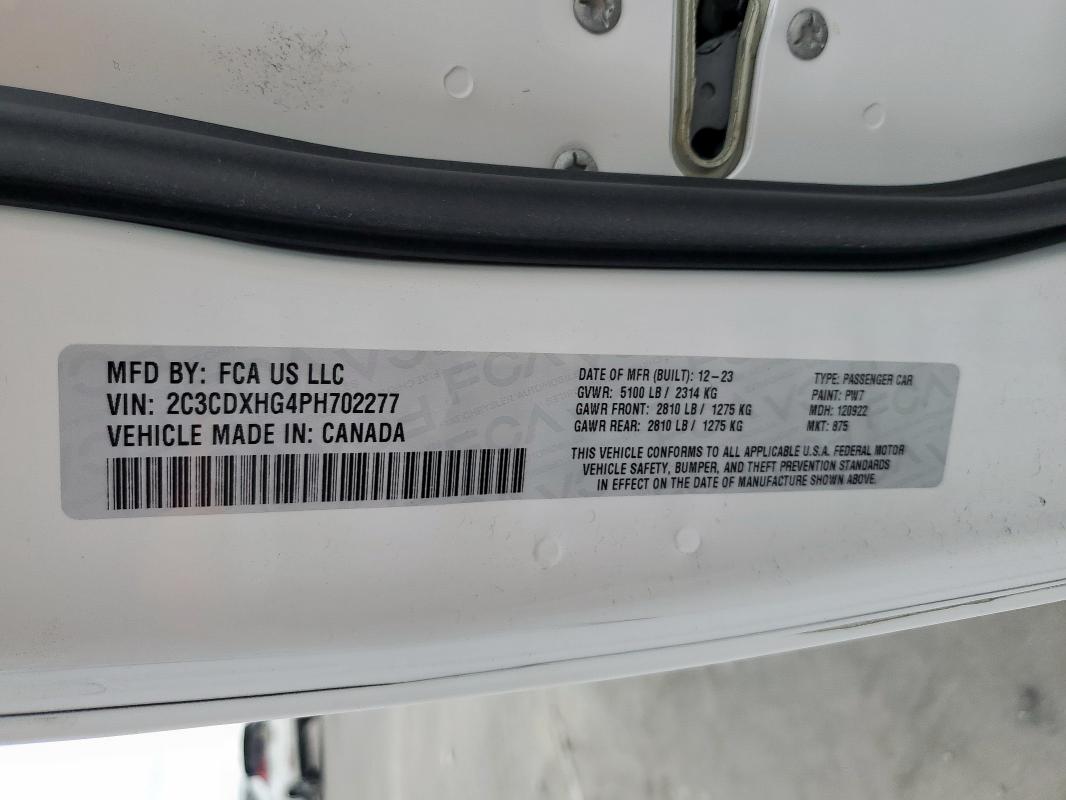 MFD BY: FCA US LLC
VIN: 2C3CDXHG4PH702277
VEHICLE MADE IN: CANADA
DATE OF MFR (BUILT): 12-23
GVWR: 5100 LB / 2314 KG
GAWR FRONT: 2810 LB / 1275 KG
GAWR REAR: 2810 LB / 1275 KG
TYPE: PASSENGER CAR
PAINT: PW7
MDH: 120922
MKT: 875
THIS VEHICLE CONFORMS TO ALL APPLICABLE U.S.A. FEDERAL MOTOR
VEHICLE SAFETY, BUMPER, AND THEFT PREVENTION STANDARDS
IN EFFECT ON THE DATE OF MANUFACTURE SHOWN ABOVE.